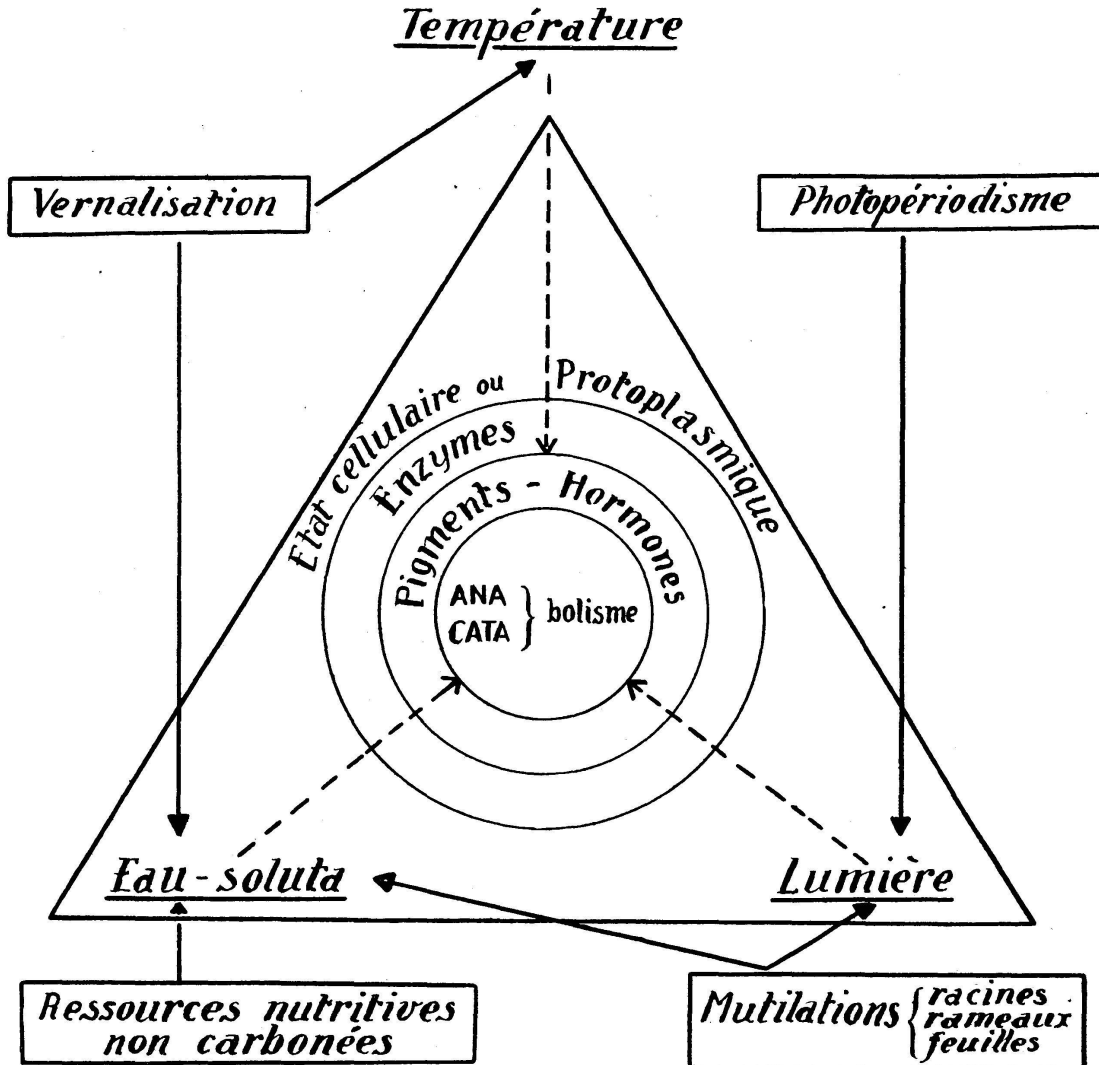 Température
Vernalisation
Photopériodisme
Etat cellulaire ou Protoplasmique
Enzymes
Pigments - Hormones
ANA
CATA } bolisme
Eau-soluta
Lumière
Ressources nutritives
non carbonées
Mutilations { racines
rameaux
feuilles